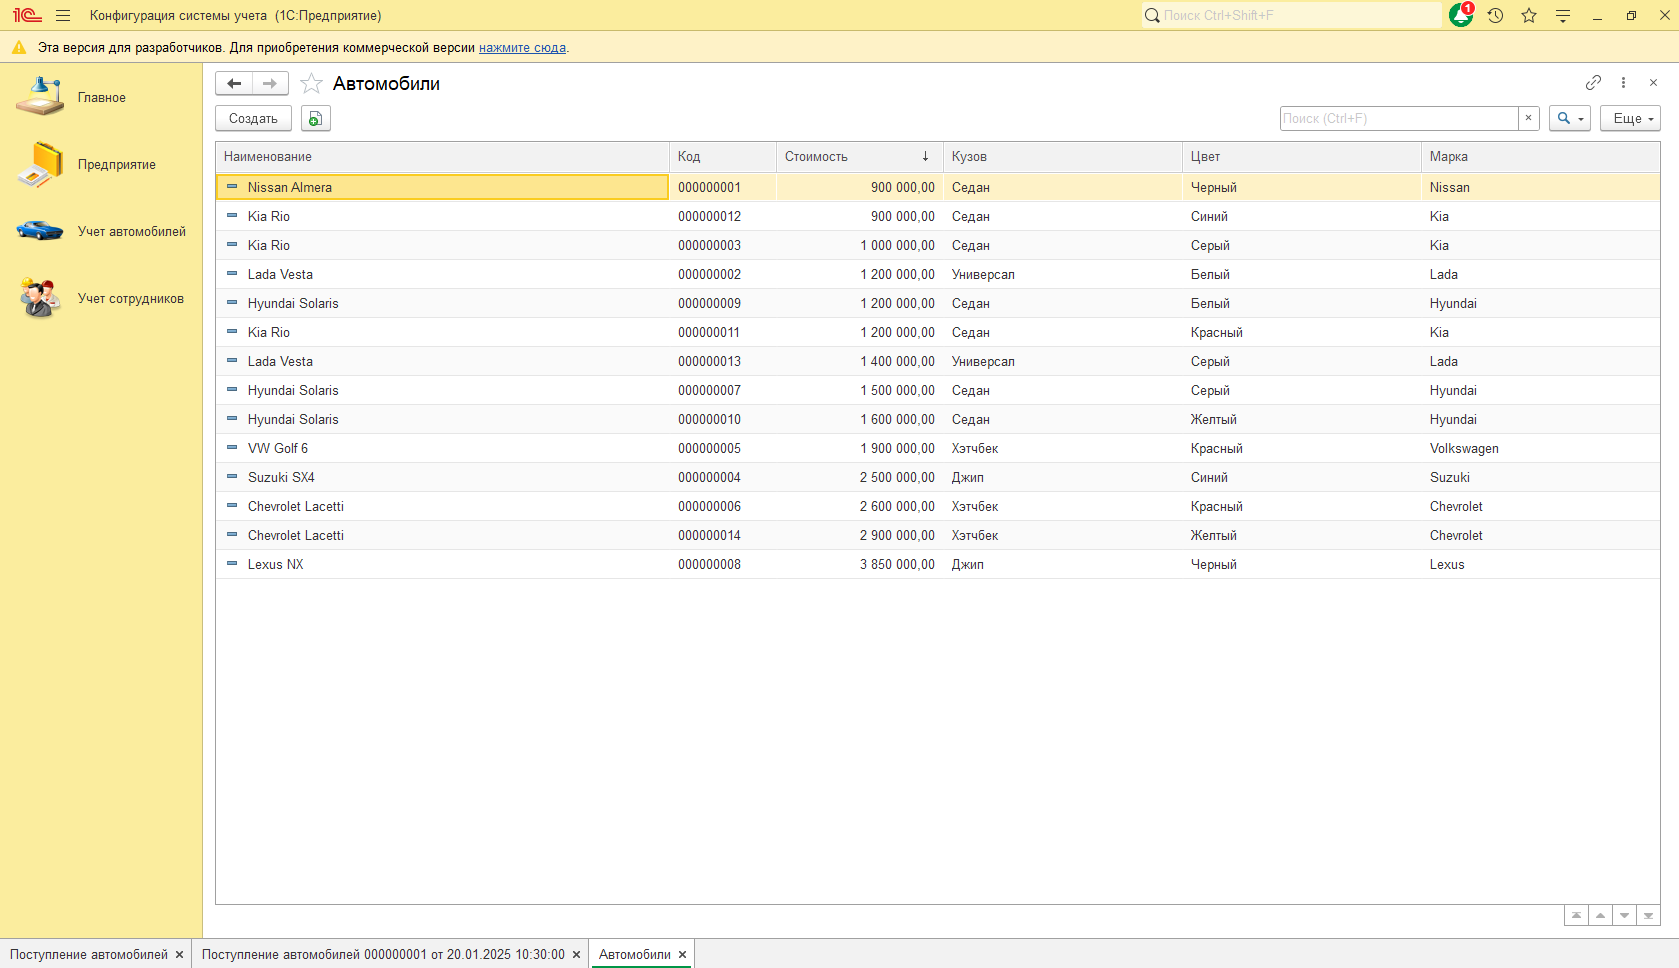 1С Конфигурация системы учета (1С:Предприятие) Поиск Ctrl+Shift+F 1
Эта версия для разработчиков. Для приобретения коммерческой версии нажмите сюда.
Главное
Предприятие
Учет автомобилей
Учет сотрудников
Автомобили
Создать Поиск (Ctrl+F) × Еще
Наименование Код Стоимость ↓ Кузов Цвет Марка
Nissan Almera 000000001 900 000,00 Седан Черный Nissan
Kia Rio 000000012 900 000,00 Седан Синий Kia
Kia Rio 000000003 1 000 000,00 Седан Серый Kia
Lada Vesta 000000002 1 200 000,00 Универсал Белый Lada
Hyundai Solaris 000000009 1 200 000,00 Седан Белый Hyundai
Kia Rio 000000011 1 200 000,00 Седан Красный Kia
Lada Vesta 000000013 1 400 000,00 Универсал Серый Lada
Hyundai Solaris 000000007 1 500 000,00 Седан Серый Hyundai
Hyundai Solaris 000000010 1 600 000,00 Седан Желтый Hyundai
VW Golf 6 000000005 1 900 000,00 Хэтчбек Красный Volkswagen
Suzuki SX4 000000004 2 500 000,00 Джип Синий Suzuki
Chevrolet Lacetti 000000006 2 600 000,00 Хэтчбек Красный Chevrolet
Chevrolet Lacetti 000000014 2 900 000,00 Хэтчбек Желтый Chevrolet
Lexus NX 000000008 3 850 000,00 Джип Черный Lexus
Поступление автомобилей × Поступление автомобилей 000000001 от 20.01.2025 10:30:00 × Автомобили ×